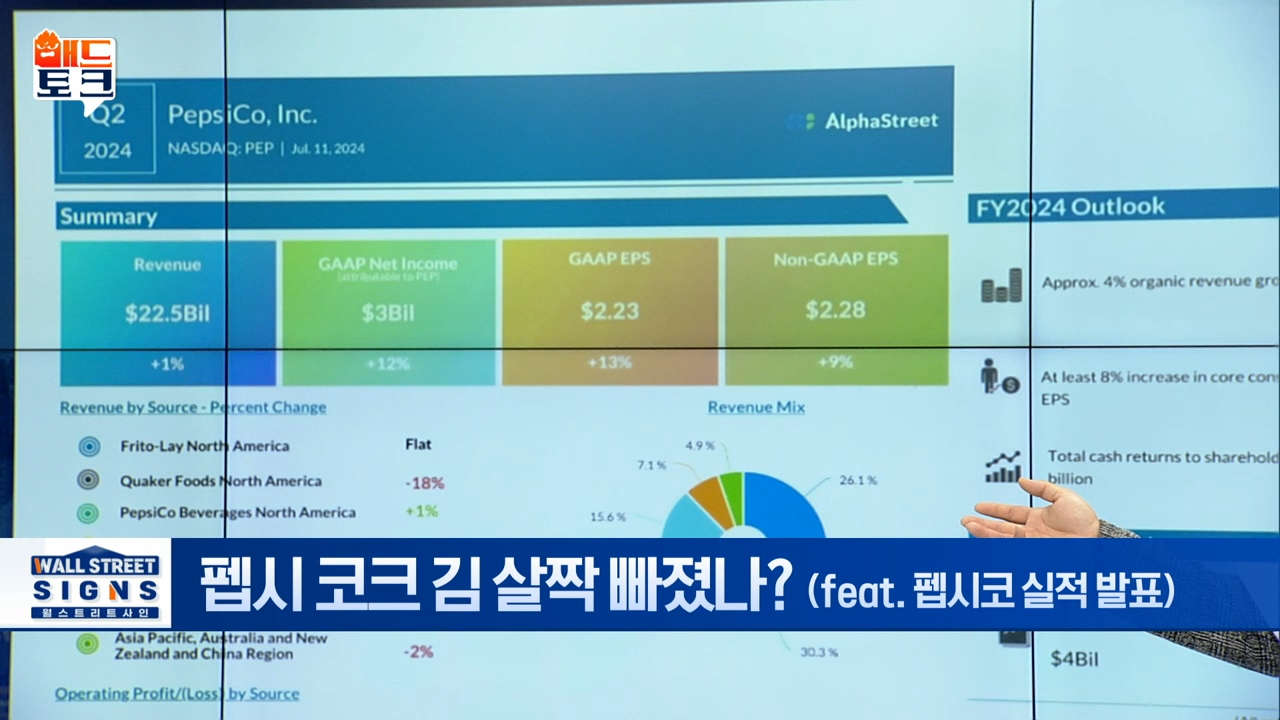 매드
토크
Q2
2024
PepsiCo, Inc.
NASDAQ: PEP | Jul. 11, 2024
AlphaStreet
Summary
FY2024 Outlook
Revenue
$22.5Bil
+1%
GAAP Net Income
(attributable to PEP)
$3Bil
+12%
GAAP EPS
$2.23
+13%
Non-GAAP EPS
$2.28
+9%
Approx. 4% organic revenue gro
At least 8% increase in core con
EPS
Total cash returns to sharehold
billion
Revenue by Source - Percent Change
Frito-Lay North America Flat
Quaker Foods North America -18%
PepsiCo Beverages North America +1%
Revenue Mix
4.9 %
7.1 %
26.1 %
15.6 %
WALL STREET
SIGNS
월스트리트사인
펩시 코크 김 살짝 빠졌나? (feat. 펩시코 실적 발표)
Asia Pacific, Australia and New
Zealand and China Region -2%
30.3 %
$4Bil
Operating Profit/(Loss) by Source